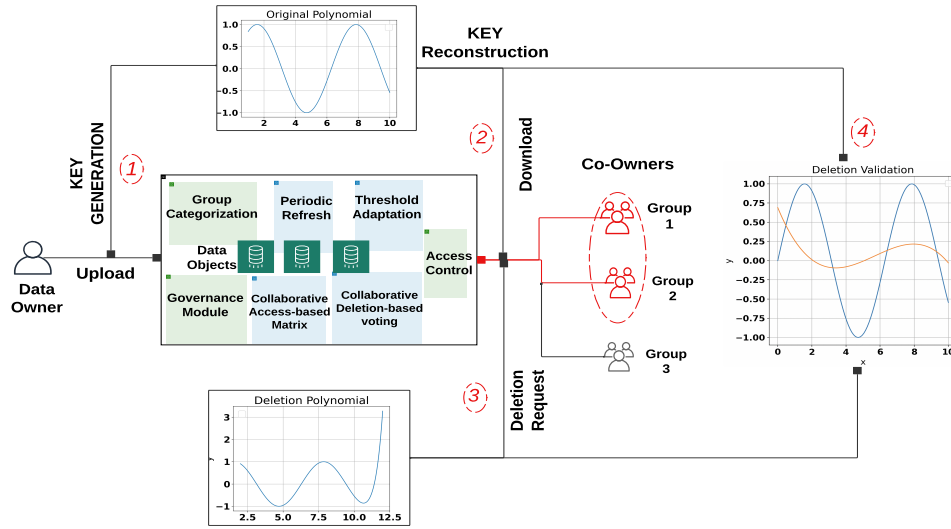 Original Polynomial
1.0
0.5
0.0
−0.5
−1.0
2 4 6 8 10
KEY
Reconstruction
KEY
GENERATION
1
2
Download
4
Co-Owners
Group
1
Group
2
Group
3
Data
Owner
Upload
Group
Categorization
Periodic
Refresh
Threshold
Adaptation
Data
Objects
Access
Control
Governance
Module
Collaborative
Access-based
Matrix
Collaborative
Deletion-based
voting
Deletion Validation
1.00
0.75
0.50
0.25
0.00
−0.25
−0.50
−0.75
−1.00
y
0 2 4 6 8 10
x
3
Deletion
Request
Deletion Polynomial
3
2
1
0
−1
y
2.5 5.0 7.5 10.0 12.5